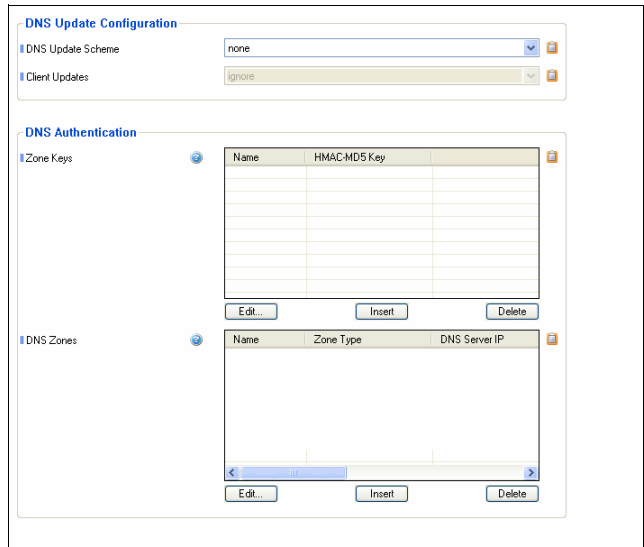 DNS Update Configuration
DNS Update Scheme none
Client Updates ignore
DNS Authentication
Zone Keys Name HMAC-MD5 Key
Edit... Insert Delete
DNS Zones Name Zone Type DNS Server IP
Edit... Insert Delete